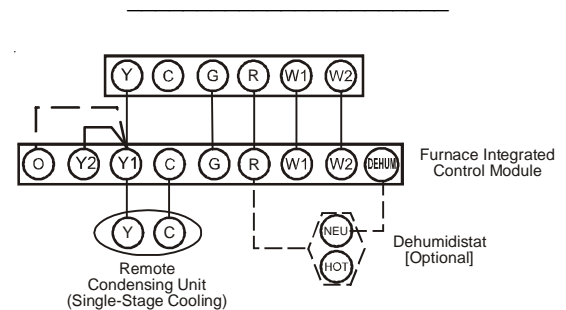 Y C G R W1 W2
O Y2 Y1 C G R W1 W2 DEHUM
Furnace Integrated
Control Module
Y C
NEU
HOT
Dehumidistat
[Optional]
Remote
Condensing Unit
(Single-Stage Cooling)